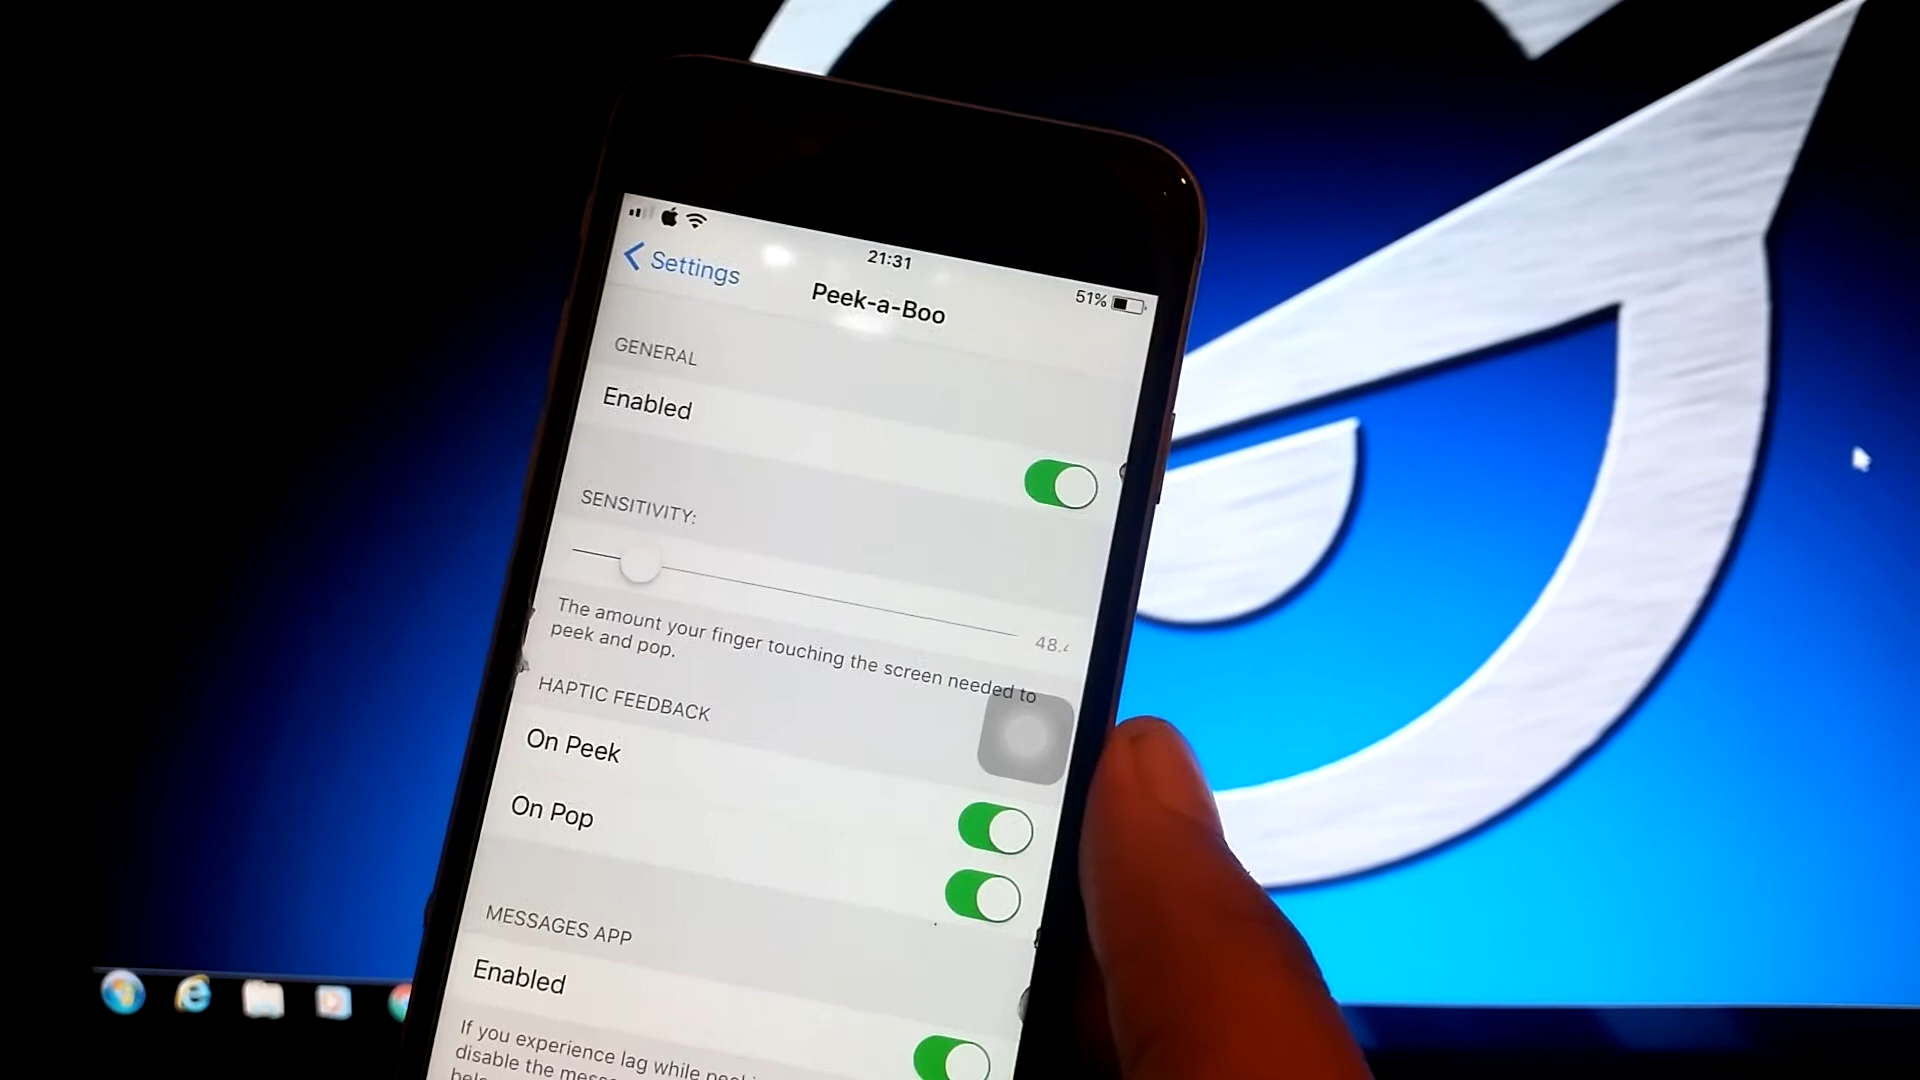 21:31
51%
Settings
Peek-a-Boo
GENERAL
Enabled
SENSITIVITY:
48.4
The amount your finger touching the screen needed to
peek and pop.
HAPTIC FEEDBACK
On Peek
On Pop
MESSAGES APP
Enabled
If you experience lag while
disable the